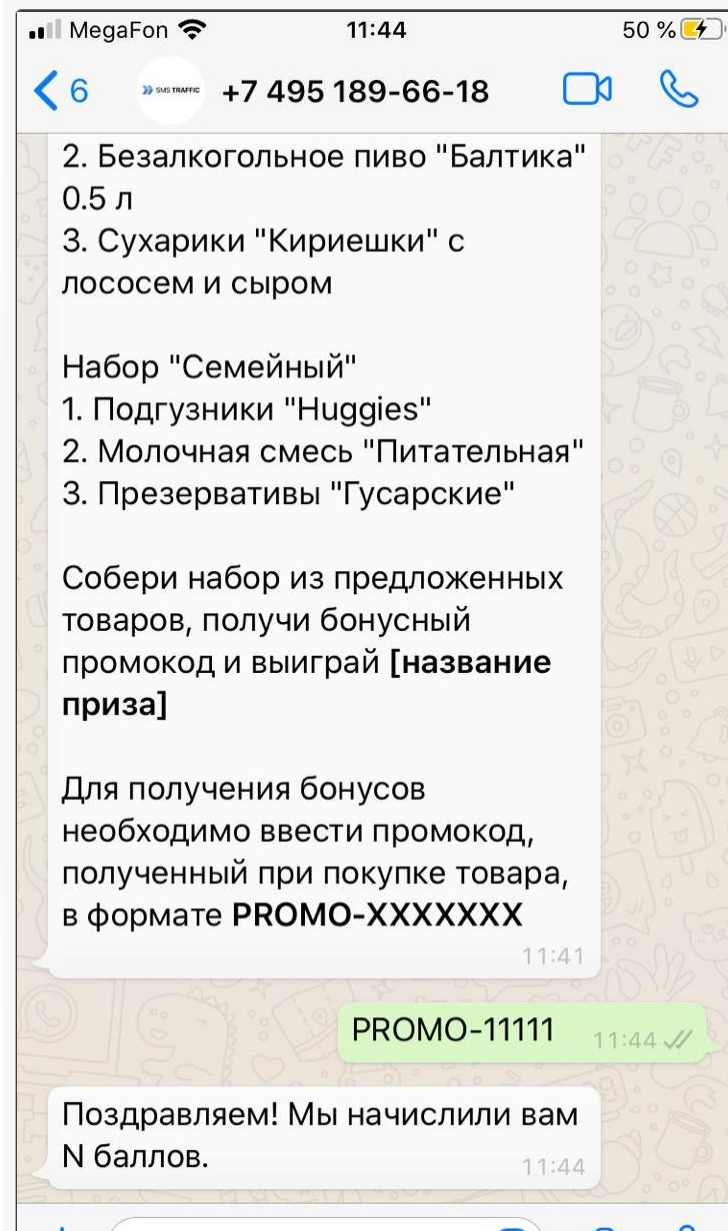 MegaFon 11:44 50 %
6 SMS TRAFFIC +7 495 189-66-18
2. Безалкогольное пиво "Балтика"
0.5 л
3. Сухарики "Кириешки" с
лососем и сыром
Набор "Семейный"
1. Подгузники "Huggies"
2. Молочная смесь "Питательная"
3. Презервативы "Гусарские"
Собери набор из предложенных
товаров, получи бонусный
промокод и выиграй [название
приза]
Для получения бонусов
необходимо ввести промокод,
полученный при покупке товара,
в формате PROMO-XXXXXXX
11:41
PROMO-11111 11:44
Поздравляем! Мы начислили вам
N баллов.
11:44